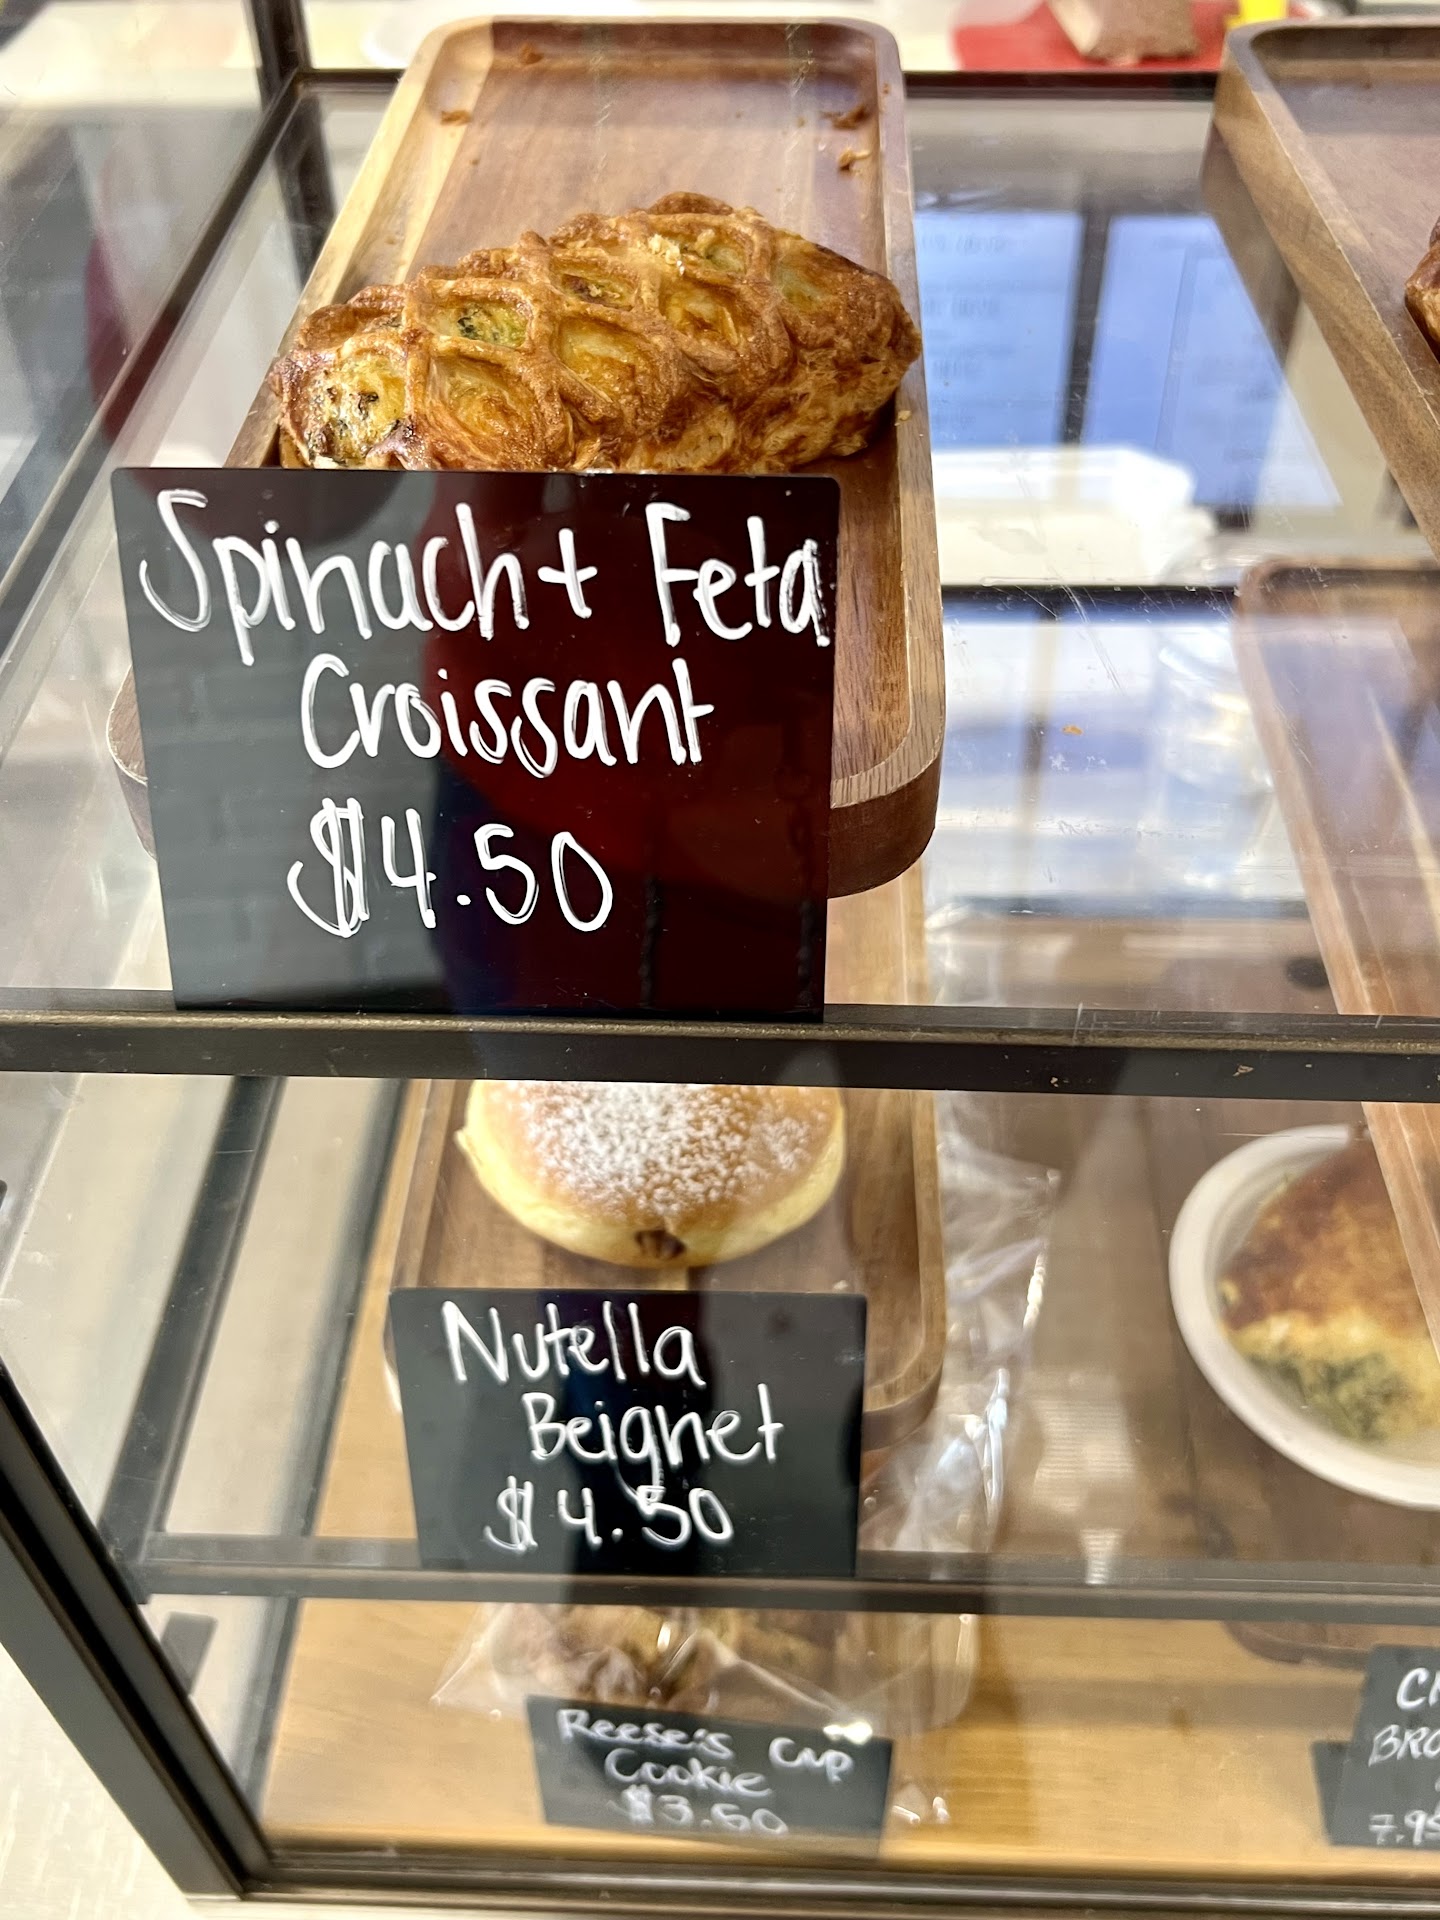 Spinach + Feta
Croissant
$4.50
Nutella
Beignet
$4.50
Reese's Cup
Cookie
$3.50